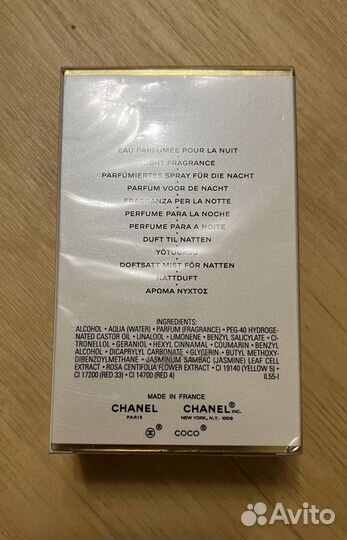 EAU PARFUMÉE POUR LA NUIT
NIGHT FRAGRANCE
PARFÜMIERTES SPRAY FÜR DIE NACHT
PARFUM VOOR DE NACHT
FRAGRANZA PER LA NOTTE
PERFUME PARA LA NOCHE
PERFUME PARA A NOITE
DUFT TIL NATTEN
YÖTUOKSU
DOFTSATT MIST FÖR NATTEN
NATTDUFT
ΑΡΩΜΑ ΝΥΧΤΟΣ
INGREDIENTS:
ALCOHOL • AQUA (WATER) • PARFUM (FRAGRANCE) • PEG-40 HYDROGE-
NATED CASTOR OIL • LINALOOL • LIMONENE • BENZYL SALICYLATE • CI-
TRONELLOL • GERANIOL • HEXYL CINNAMAL • COUMARIN • BENZYL
ALCOHOL • DICAPRYLYL CARBONATE • GLYCERIN • BUTYL METHOXY-
DIBENZOYLMETHANE • JASMINUM SAMBAC (JASMINE) LEAF CELL
EXTRACT • ROSA CENTIFOLIA FLOWER EXTRACT • CI 19140 (YELLOW 5) •
CI 17200 (RED 33) • CI 14700 (RED 4) IL55-I
MADE IN FRANCE
CHANEL CHANEL INC.
PARIS NEW YORK, N.Y. 10019
COCO®
Avito